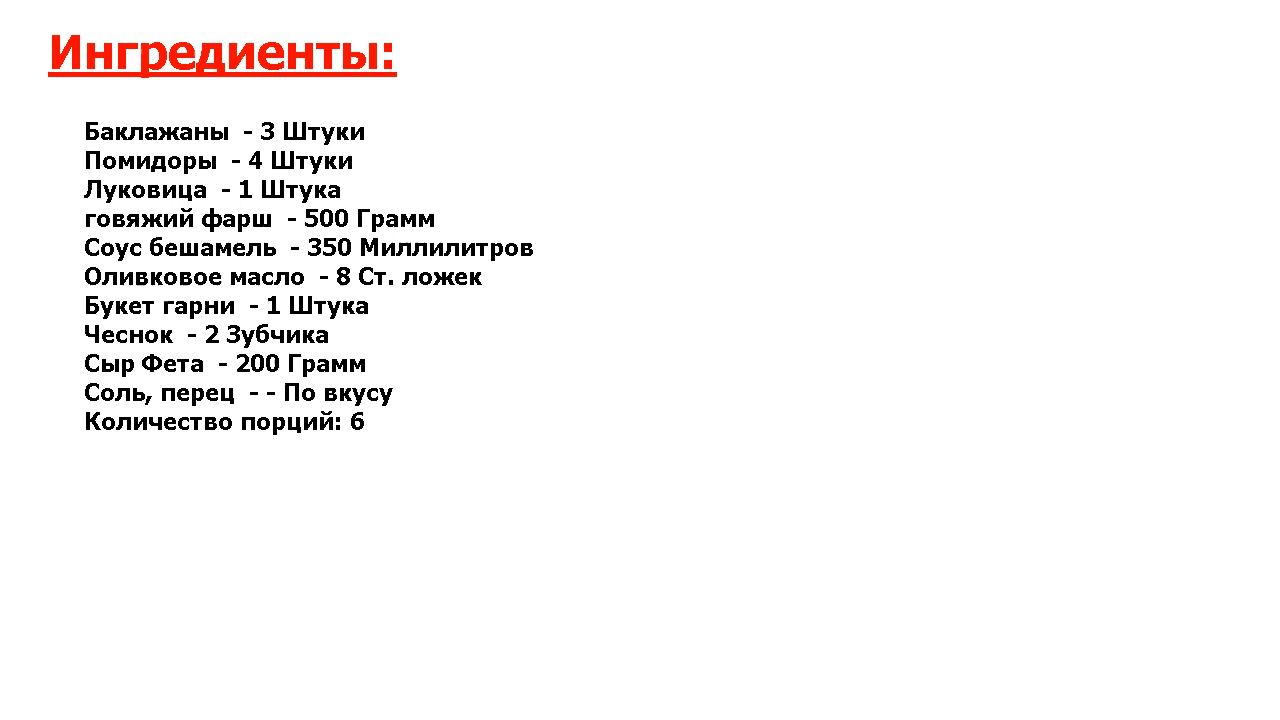 Ингредиенты:
Баклажаны - 3 Штуки
Помидоры - 4 Штуки
Луковица - 1 Штука
говяжий фарш - 500 Грамм
Соус бешамель - 350 Миллилитров
Оливковое масло - 8 Ст. ложек
Букет гарни - 1 Штука
Чеснок - 2 Зубчика
Сыр Фета - 200 Грамм
Соль, перец - - По вкусу
Количество порций: 6